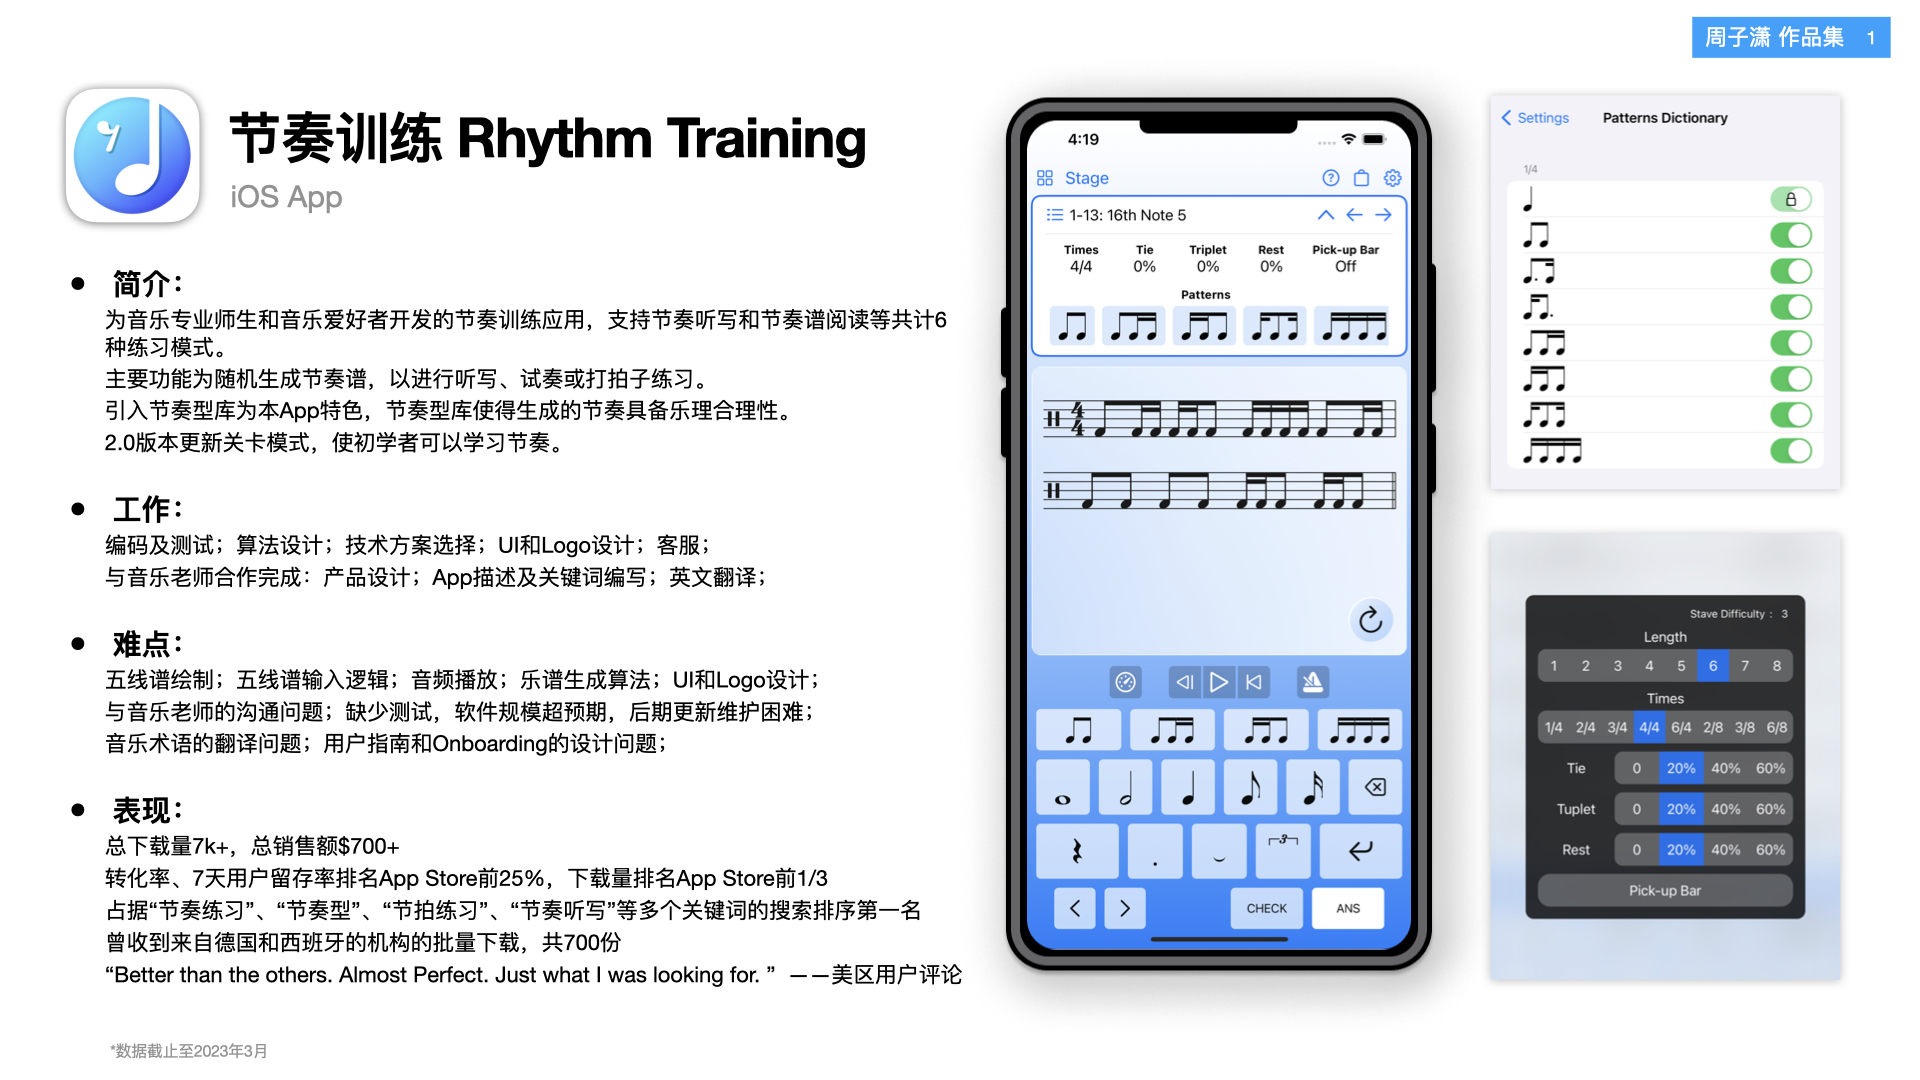 周子潇 作品集 1
节奏训练 Rhythm Training
iOS App
● 简介：
为音乐专业师生和音乐爱好者开发的节奏训练应用，支持节奏听写和节奏谱阅读等共计6
种练习模式。
主要功能为随机生成节奏谱，以进行听写、试奏或打拍子练习。
引入节奏型库为本App特色，节奏型库使得生成的节奏具备乐理合理性。
2.0版本更新关卡模式，使初学者可以学习节奏。
● 工作：
编码及测试；算法设计；技术方案选择；UI和Logo设计；客服；
与音乐老师合作完成：产品设计；App描述及关键词编写；英文翻译；
● 难点：
五线谱绘制；五线谱输入逻辑；音频播放；乐谱生成算法；UI和Logo设计；
与音乐老师的沟通问题；缺少测试，软件规模超预期，后期更新维护困难；
音乐术语的翻译问题；用户指南和Onboarding的设计问题；
● 表现：
总下载量7k+，总销售额$700+
转化率、7天用户留存率排名App Store前25%，下载量排名App Store前1/3
占据“节奏练习”、“节奏型”、“节拍练习”、“节奏听写”等多个关键词的搜索排序第一名
曾收到来自德国和西班牙的机构的批量下载，共700份
“Better than the others. Almost Perfect. Just what I was looking for. ” ——美区用户评论
*数据截止至2023年3月
4:19
Stage
1-13: 16th Note 5
Times Tie Triplet Rest Pick-up Bar
4/4 0% 0% 0% Off
Patterns
4
4
3
CHECK ANS
Settings Patterns Dictionary
1/4
Stave Difficulty : 3
Length
1 2 3 4 5 6 7 8
Times
1/4 2/4 3/4 4/4 6/4 2/8 3/8 6/8
Tie 0 20% 40% 60%
Tuplet 0 20% 40% 60%
Rest 0 20% 40% 60%
Pick-up Bar